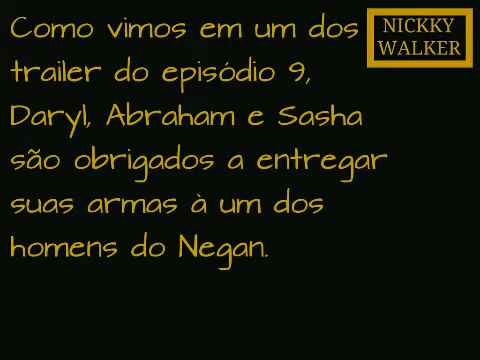 Como vimos em um dos
trailer do episódio 9,
Daryl, Abraham e Sasha
são obrigados a entregar
suas armas à um dos
homens do Negan.
NICKKY
WALKER